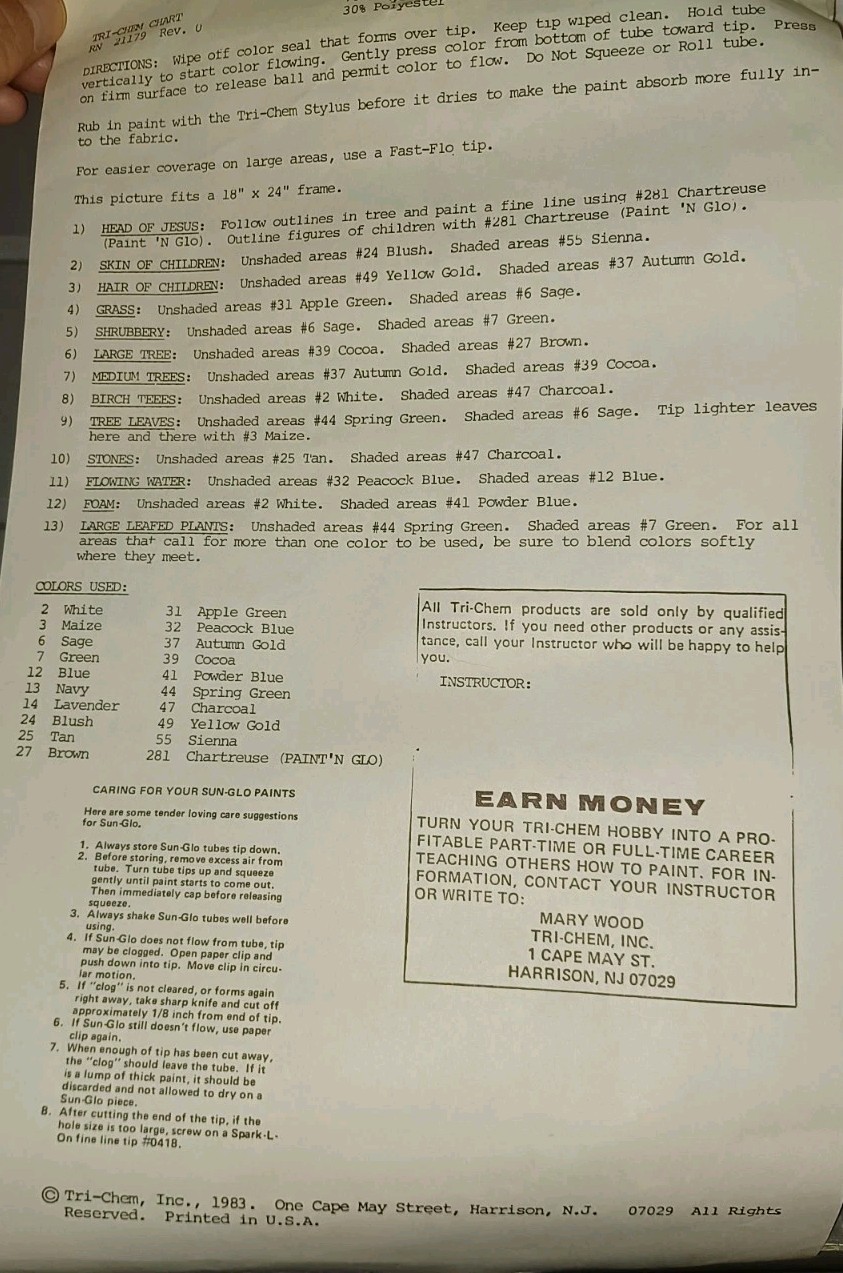 30% Polyester
TRI-CHEM CHART
RN 21179 Rev. U
DIRECTIONS: Wipe off color seal that forms over tip. Keep tip wiped clean. Hold tube
vertically to start color flowing. Gently press color from bottom of tube toward tip. Press
on firm surface to release ball and permit color to flow. Do Not Squeeze or Roll tube.
Rub in paint with the Tri-Chem Stylus before it dries to make the paint absorb more fully in-
to the fabric.
For easier coverage on large areas, use a Fast-Flo tip.
This picture fits a 18" x 24" frame.
1) HEAD OF JESUS: Follow outlines in tree and paint a fine line using #281 Chartreuse
(Paint 'N Glo). Outline figures of children with #281 Chartreuse (Paint 'N Glo).
2) SKIN OF CHILDREN: Unshaded areas #24 Blush. Shaded areas #55 Sienna.
3) HAIR OF CHILDREN: Unshaded areas #49 Yellow Gold. Shaded areas #37 Autumn Gold.
4) GRASS: Unshaded areas #31 Apple Green. Shaded areas #6 Sage.
5) SHRUBBERY: Unshaded areas #6 Sage. Shaded areas #7 Green.
6) LARGE TREE: Unshaded areas #39 Cocoa. Shaded areas #27 Brown.
7) MEDIUM TREES: Unshaded areas #37 Autumn Gold. Shaded areas #39 Cocoa.
8) BIRCH TEEES: Unshaded areas #2 White. Shaded areas #47 Charcoal.
9) TREE LEAVES: Unshaded areas #44 Spring Green. Shaded areas #6 Sage. Tip lighter leaves
here and there with #3 Maize.
10) STONES: Unshaded areas #25 Tan. Shaded areas #47 Charcoal.
11) FLOWING WATER: Unshaded areas #32 Peacock Blue. Shaded areas #12 Blue.
12) FOAM: Unshaded areas #2 White. Shaded areas #41 Powder Blue.
13) LARGE LEAFED PLANTS: Unshaded areas #44 Spring Green. Shaded areas #7 Green. For all
areas that call for more than one color to be used, be sure to blend colors softly
where they meet.
COLORS USED:
2 White
3 Maize
6 Sage
7 Green
12 Blue
13 Navy
14 Lavender
24 Blush
25 Tan
27 Brown
31 Apple Green
32 Peacock Blue
37 Autumn Gold
39 Cocoa
41 Powder Blue
44 Spring Green
47 Charcoal
49 Yellow Gold
55 Sienna
281 Chartreuse (PAINT'N GLO)
All Tri-Chem products are sold only by qualified
Instructors. If you need other products or any assis-
tance, call your Instructor who will be happy to help
you.
INSTRUCTOR:
CARING FOR YOUR SUN-GLO PAINTS
Here are some tender loving care suggestions
for Sun-Glo.
1. Always store Sun-Glo tubes tip down.
2. Before storing, remove excess air from
tube. Turn tube tips up and squeeze
gently until paint starts to come out.
Then immediately cap before releasing
squeeze.
3. Always shake Sun-Glo tubes well before
using.
4. If Sun-Glo does not flow from tube, tip
may be clogged. Open paper clip and
push down into tip. Move clip in circu-
lar motion.
5. If "clog" is not cleared, or forms again
right away, take sharp knife and cut off
approximately 1/8 inch from end of tip.
6. If Sun-Glo still doesn't flow, use paper
clip again.
7. When enough of tip has been cut away,
the "clog" should leave the tube. If it
is a lump of thick paint, it should be
discarded and not allowed to dry on a
Sun-Glo piece.
8. After cutting the end of the tip, if the
hole size is too large, screw on a Spark-L-
On fine line tip #0418.
EARN MONEY
TURN YOUR TRI-CHEM HOBBY INTO A PRO-
FITABLE PART-TIME OR FULL-TIME CAREER
TEACHING OTHERS HOW TO PAINT. FOR IN-
FORMATION, CONTACT YOUR INSTRUCTOR
OR WRITE TO:
MARY WOOD
TRI-CHEM, INC.
1 CAPE MAY ST.
HARRISON, NJ 07029
© Tri-Chem, Inc., 1983. One Cape May Street, Harrison, N.J. 07029 All Rights
Reserved. Printed in U.S.A.